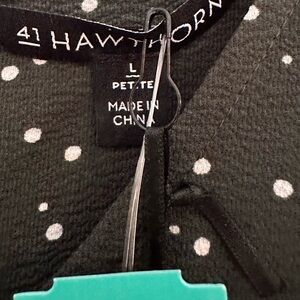 41 HAWTHORN
L
PETITE
MADE IN
CHINA